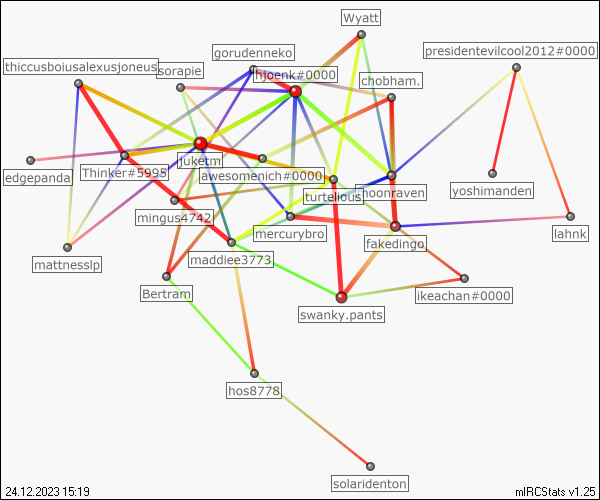 Wyatt
gorudenneko
presidentevilcool2012#0000
thiccusboiusalexusjoneus
sorapie
hjoenk#0000
chobham.
juketm
edgepanda
Thinker#5995
awesomenich#0000
yoshimanden
turtelious
moonraven
mingus4742
mercurybro
lahnk
fakedingo
maddiee3773
mattnesslp
Bertram
ikeachan#0000
swanky.pants
hos8778
solaridenton
24.12.2023 15:19
mIRCStats v1.25